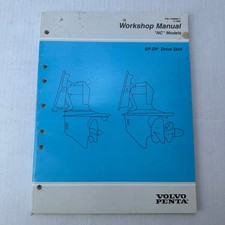 Workshop Manual
"NC" Models
SP-DP Drive Unit
VOLVO
PENTA